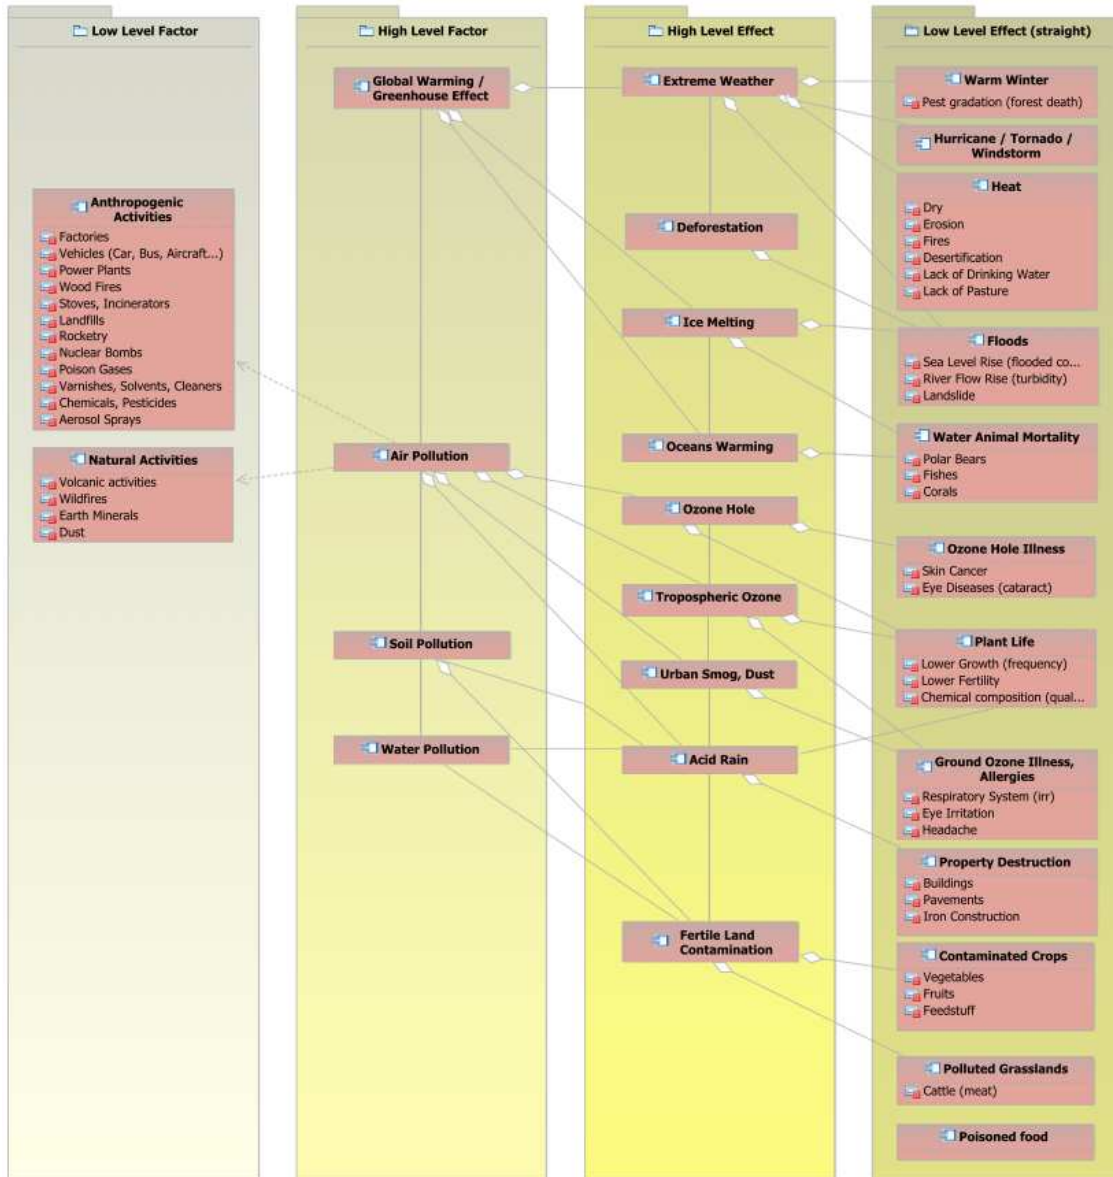 Low Level Factor
Anthropogenic
Activities
Factories
Vehicles (Car, Bus, Aircraft...)
Power Plants
Wood Fires
Stoves, Incinerators
Landfills
Rocketry
Nuclear Bombs
Poison Gases
Varnishes, Solvents, Cleaners
Chemicals, Pesticides
Aerosol Sprays
Natural Activities
Volcanic activities
Wildfires
Earth Minerals
Dust
High Level Factor
Global Warming /
Greenhouse Effect
Air Pollution
Soil Pollution
Water Pollution
High Level Effect
Extreme Weather
Deforestation
Ice Melting
Oceans Warming
Ozone Hole
Tropospheric Ozone
Urban Smog, Dust
Acid Rain
Fertile Land
Contamination
Low Level Effect (straight)
Warm Winter
Pest gradation (forest death)
Hurricane / Tornado /
Windstorm
Heat
Dry
Erosion
Fires
Desertification
Lack of Drinking Water
Lack of Pasture
Floods
Sea Level Rise (flooded co...
River Flow Rise (turbidity)
Landslide
Water Animal Mortality
Polar Bears
Fishes
Corals
Ozone Hole Illness
Skin Cancer
Eye Diseases (cataract)
Plant Life
Lower Growth (frequency)
Lower Fertility
Chemical composition (qual...
Ground Ozone Illness,
Allergies
Respiratory System (irr)
Eye Irritation
Headache
Property Destruction
Buildings
Pavements
Iron Construction
Contaminated Crops
Vegetables
Fruits
Feedstuff
Polluted Grasslands
Cattle (meat)
Poisoned food